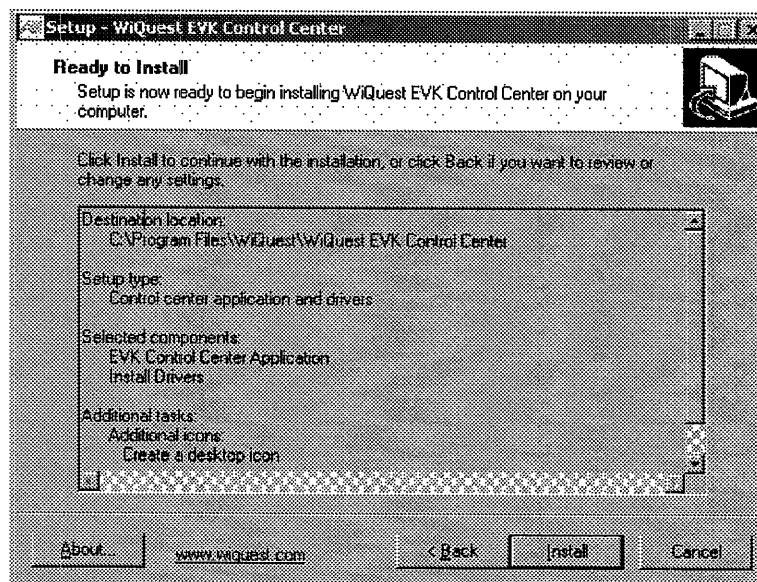 Setup - WiQuest EVK Control Center
Ready to Install
Setup is now ready to begin installing WiQuest EVK Control Center on your
computer.
Click Install to continue with the installation, or click Back if you want to review or
change any settings.
Destination location:
C:\Program Files\WiQuest\WiQuest EVK Control Center
Setup type:
Control center application and drivers
Selected components:
EVK Control Center Application
Install Drivers
Additional tasks:
Additional icons:
Create a desktop icon
About...
www.wiquest.com
< Back
Install
Cancel